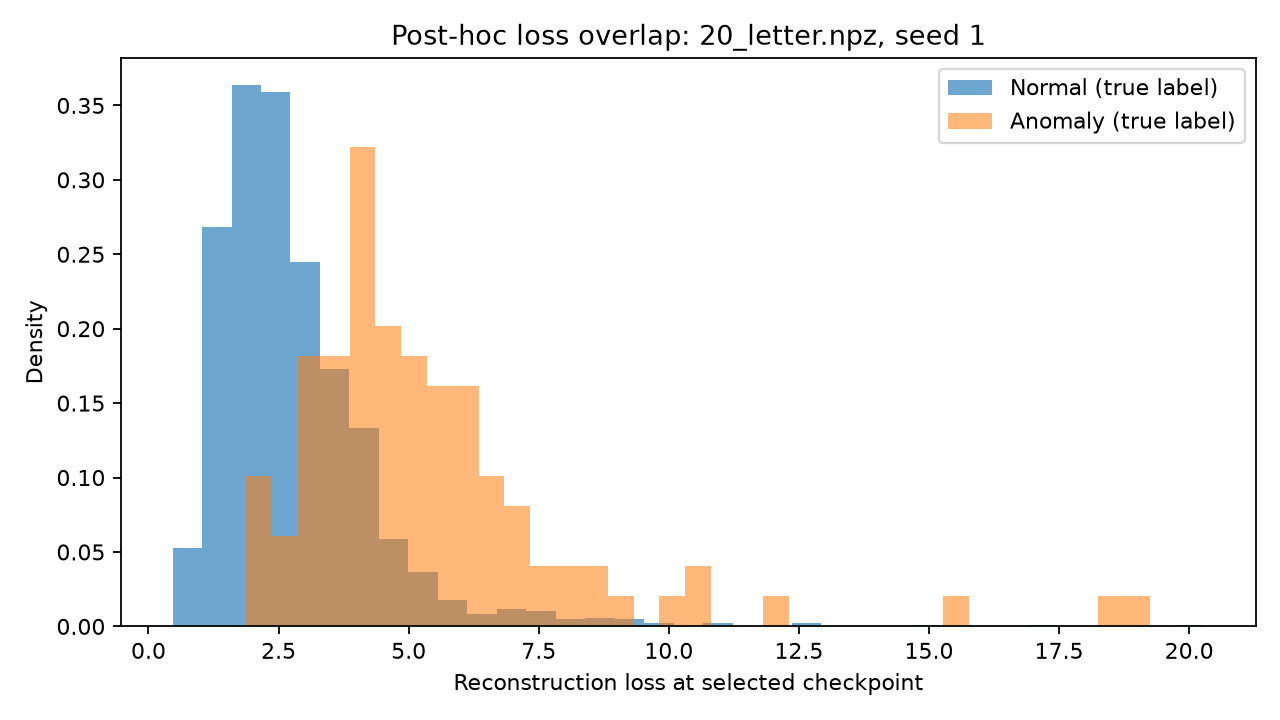 Post-hoc loss overlap: 20_letter.npz, seed 1
Normal (true label)
Anomaly (true label)
Density
0.35
0.30
0.25
0.20
0.15
0.10
0.05
0.00
0.0 2.5 5.0 7.5 10.0 12.5 15.0 17.5 20.0
Reconstruction loss at selected checkpoint